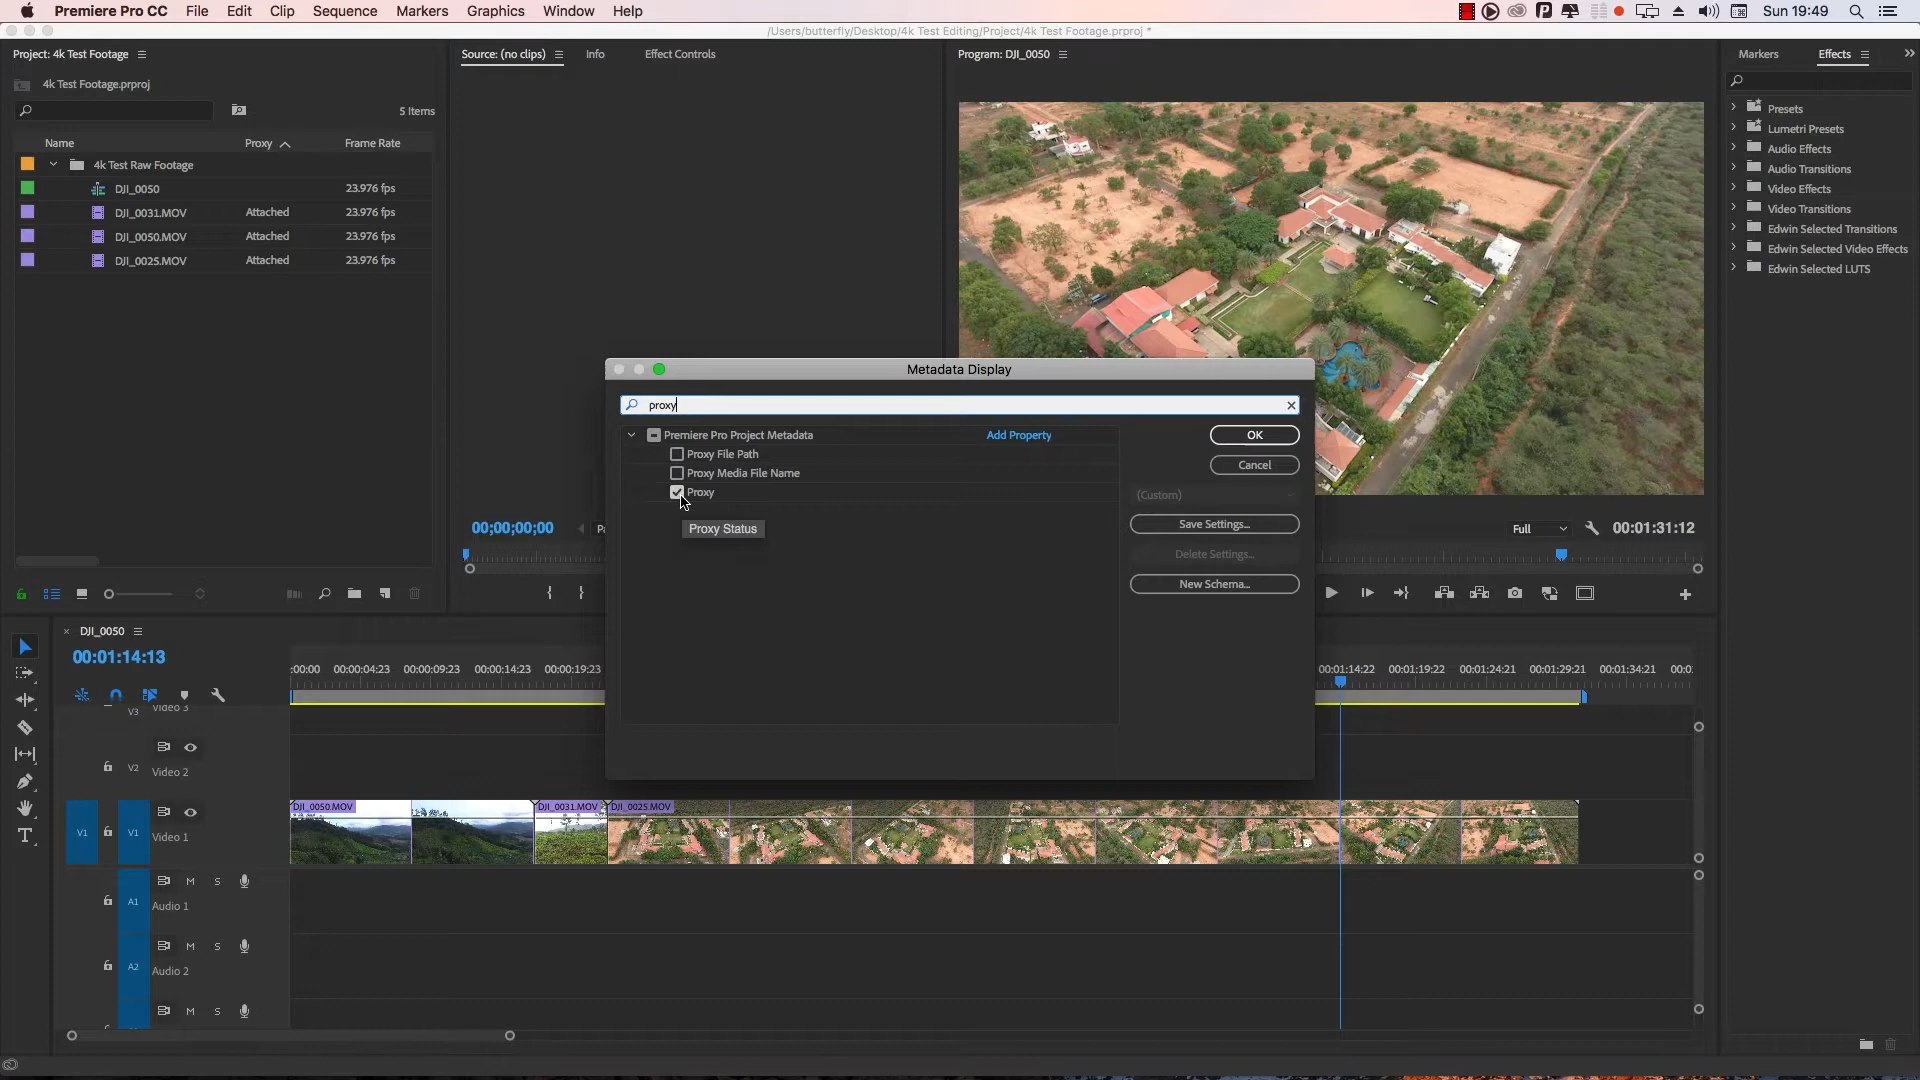 Premiere Pro CC File Edit Clip Sequence Markers Graphics Window Help Sun 19:49
/Users/butterfly/Desktop/4k Test Editing/Project/4k Test Footage.prproj *
Project: 4k Test Footage
Source: (no clips) Info Effect Controls
Program: DJI_0050
Markers Effects
4k Test Footage.prproj
5 Items
Name Proxy Frame Rate
4k Test Raw Footage
DJI_0050 23.976 fps
DJI_0031.MOV Attached 23.976 fps
DJI_0050.MOV Attached 23.976 fps
DJI_0025.MOV Attached 23.976 fps
Presets
Lumetri Presets
Audio Effects
Audio Transitions
Video Effects
Video Transitions
Edwin Selected Transitions
Edwin Selected Video Effects
Edwin Selected LUTS
Metadata Display
proxy
Premiere Pro Project Metadata Add Property
Proxy File Path
Proxy Media File Name
Proxy
Proxy Status
OK
Cancel
(Custom)
Save Settings...
Delete Settings...
New Schema...
00;00;00;00
Full 00:01:31:12
DJI_0050
00:01:14:13
:00:00 00:00:04:23 00:00:09:23 00:00:14:23 00:00:19:23 00:01:14:22 00:01:19:22 00:01:24:21 00:01:29:21 00:01:34:21 00:0
V3 Video 3
V2 Video 2
DJI_0050.MOV DJI_0031.MOV DJI_0025.MOV
V1 V1 Video 1
M S
A1 Audio 1
M S
A2 Audio 2
M S